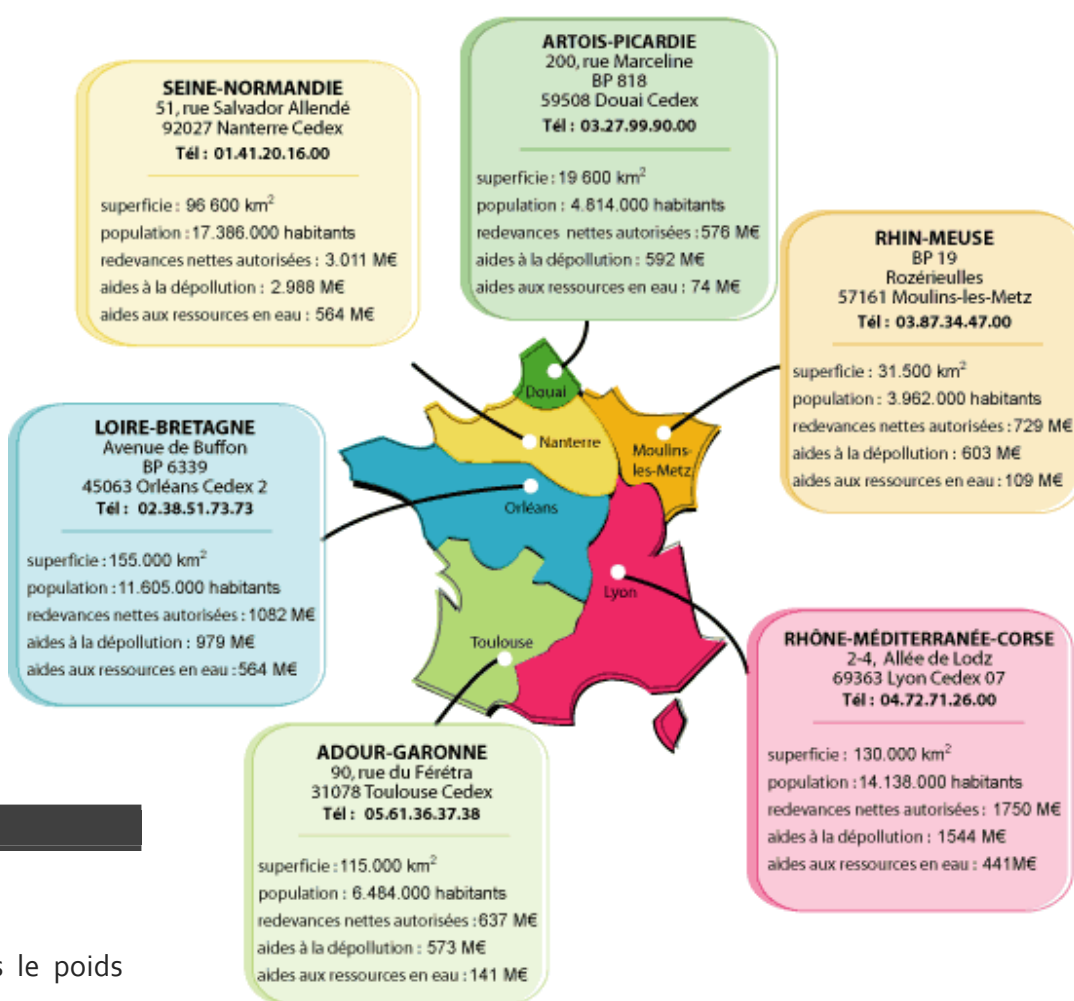 ARTOIS-PICARDIE
200, rue Marceline
BP 818
59508 Douai Cedex
Tél : 03.27.99.90.00
superficie : 19 600 km²
population : 4.814.000 habitants
redevances nettes autorisées : 576 M€
aides à la dépollution : 592 M€
aides aux ressources en eau : 74 M€
SEINE-NORMANDIE
51, rue Salvador Allendé
92027 Nanterre Cedex
Tél : 01.41.20.16.00
superficie : 96 600 km²
population : 17.386.000 habitants
redevances nettes autorisées : 3.011 M€
aides à la dépollution : 2.988 M€
aides aux ressources en eau : 564 M€
RHIN-MEUSE
BP 19
Rozérieulles
57161 Moulins-les-Metz
Tél : 03.87.34.47.00
superficie : 31.500 km²
population : 3.962.000 habitants
redevances nettes autorisées : 729 M€
aides à la dépollution : 603 M€
aides aux ressources en eau : 109 M€
LOIRE-BRETAGNE
Avenue de Buffon
BP 6339
45063 Orléans Cedex 2
Tél : 02.38.51.73.73
superficie : 155.000 km²
population : 11.605.000 habitants
redevances nettes autorisées : 1082 M€
aides à la dépollution : 979 M€
aides aux ressources en eau : 564 M€
Douai
Nanterre
Moulins-
les-Metz
Orléans
Lyon
Toulouse
RHÔNE-MÉDITERRANÉE-CORSE
2-4, Allée de Lodz
69363 Lyon Cedex 07
Tél : 04.72.71.26.00
superficie : 130.000 km²
population : 14.138.000 habitants
redevances nettes autorisées : 1750 M€
aides à la dépollution : 1544 M€
aides aux ressources en eau : 441M€
ADOUR-GARONNE
90, rue du Férétra
31078 Toulouse Cedex
Tél : 05.61.36.37.38
superficie : 115.000 km²
population : 6.484.000 habitants
redevances nettes autorisées : 637 M€
aides à la dépollution : 573 M€
aides aux ressources en eau : 141 M€
le poids